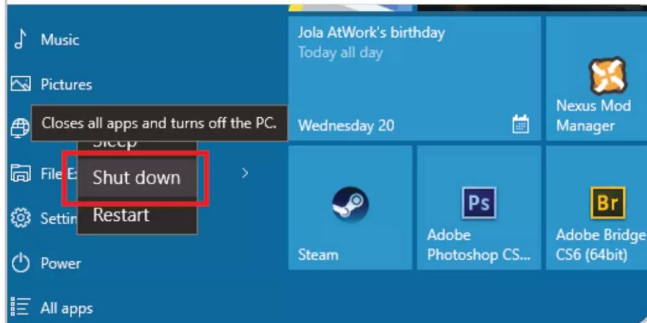 Music
Pictures
Closes all apps and turns off the PC.
Sleep
File E
Shut down
Settin
Restart
Power
All apps
Jola AtWork's birthday
Today all day
Wednesday 20
Nexus Mod
Manager
Steam
Ps
Adobe
Photoshop CS...
Br
Adobe Bridge
CS6 (64bit)